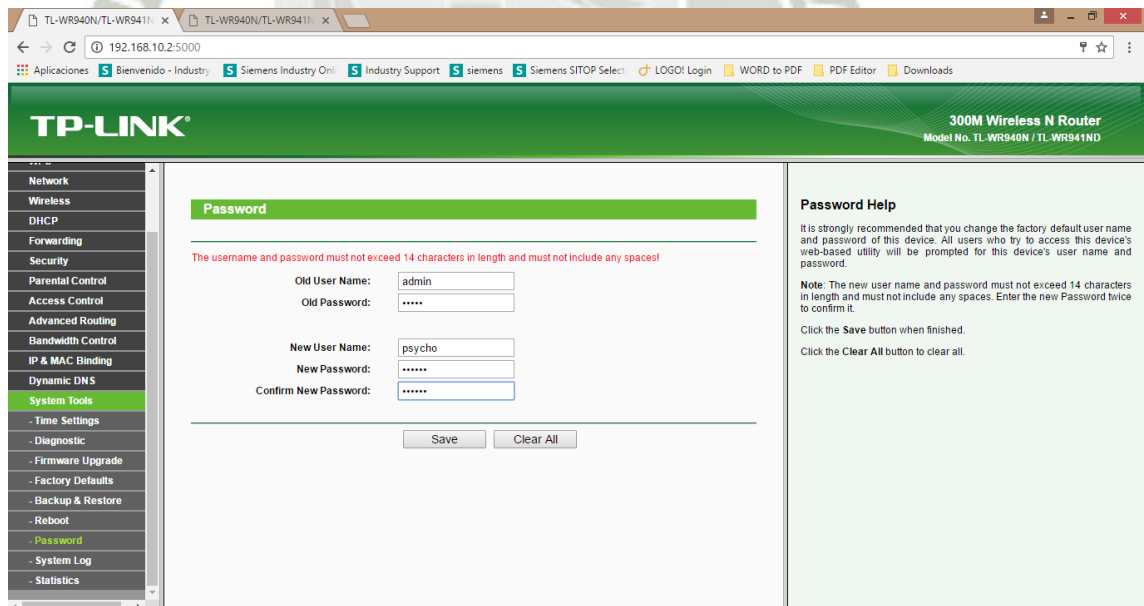 TL-WR940N/TL-WR941N
TL-WR940N/TL-WR941N
192.168.10.2:5000
Aplicaciones Bienvenido - Industry Siemens Industry Onli Industry Support siemens Siemens SITOP Select LOGO! Login WORD to PDF PDF Editor Downloads
TP-LINK®
300M Wireless N Router
Model No. TL-WR940N / TL-WR941ND
Network
Wireless
DHCP
Forwarding
Security
Parental Control
Access Control
Advanced Routing
Bandwidth Control
IP & MAC Binding
Dynamic DNS
System Tools
- Time Settings
- Diagnostic
- Firmware Upgrade
- Factory Defaults
- Backup & Restore
- Reboot
- Password
- System Log
- Statistics
Password
The username and password must not exceed 14 characters in length and must not include any spaces!
Old User Name: admin
Old Password: •••••
New User Name: psycho
New Password: ••••••
Confirm New Password: ••••••
Save Clear All
Password Help
It is strongly recommended that you change the factory default user name
and password of this device. All users who try to access this device's
web-based utility will be prompted for this device's user name and
password.
Note: The new user name and password must not exceed 14 characters
in length and must not include any spaces. Enter the new Password twice
to confirm it.
Click the Save button when finished.
Click the Clear All button to clear all.